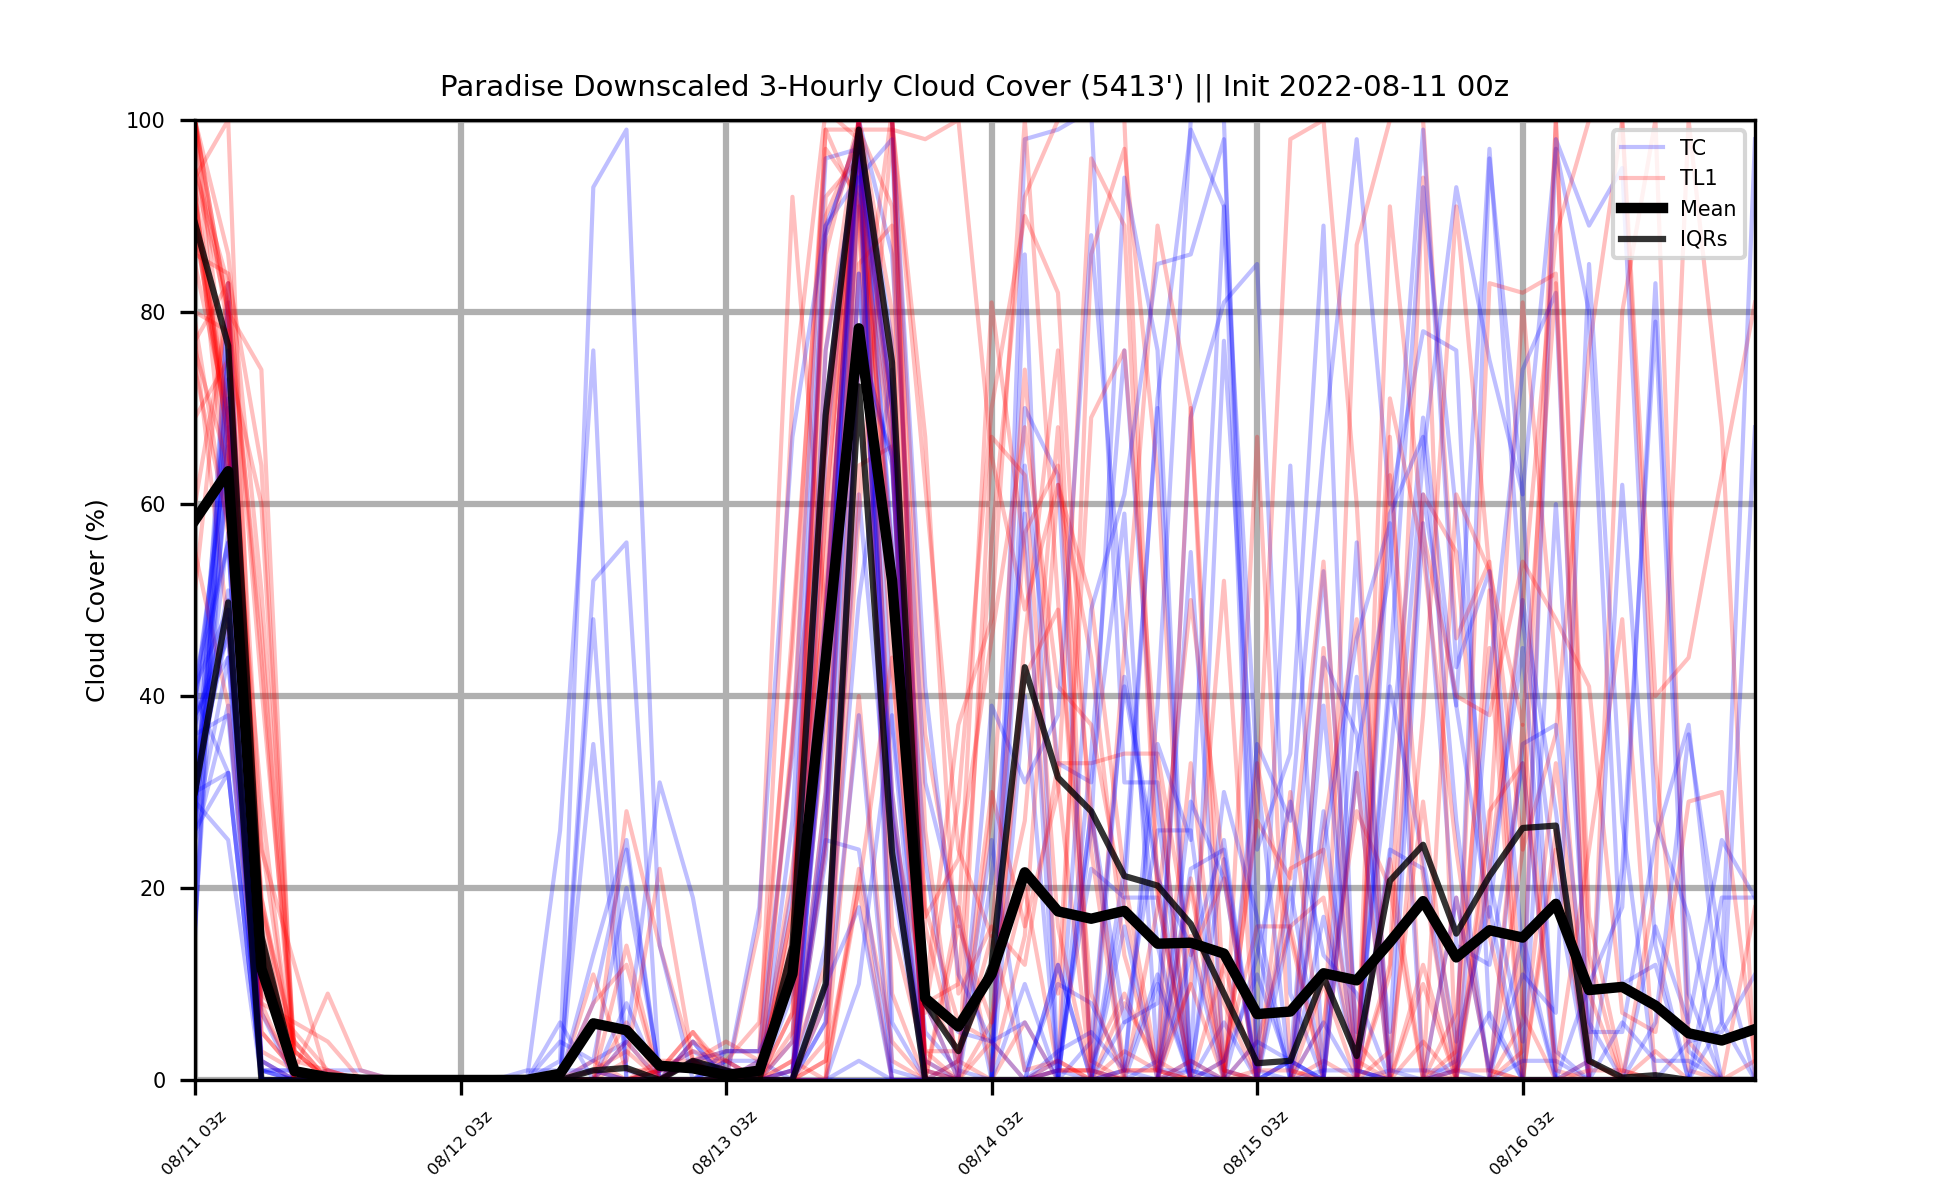 Paradise Downscaled 3-Hourly Cloud Cover (5413') || Init 2022-08-11 00z
100
80
60
40
20
0
Cloud Cover (%)
TC
TL1
Mean
IQRs
08/11 03z
08/12 03z
08/13 03z
08/14 03z
08/15 03z
08/16 03z